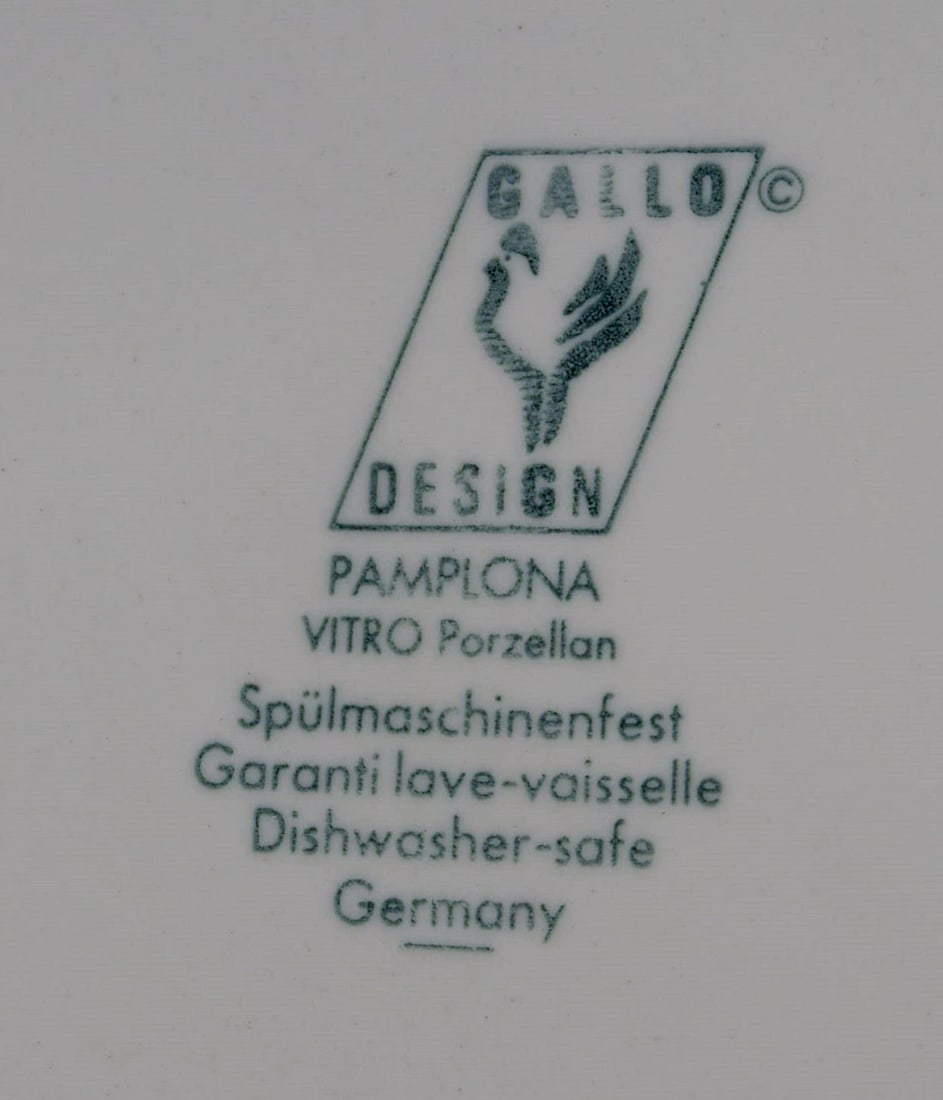 GALLO ©
DESIGN
PAMPLONA
VITRO Porzellan
Spülmaschinenfest
Garanti lave-vaisselle
Dishwasher-safe
Germany